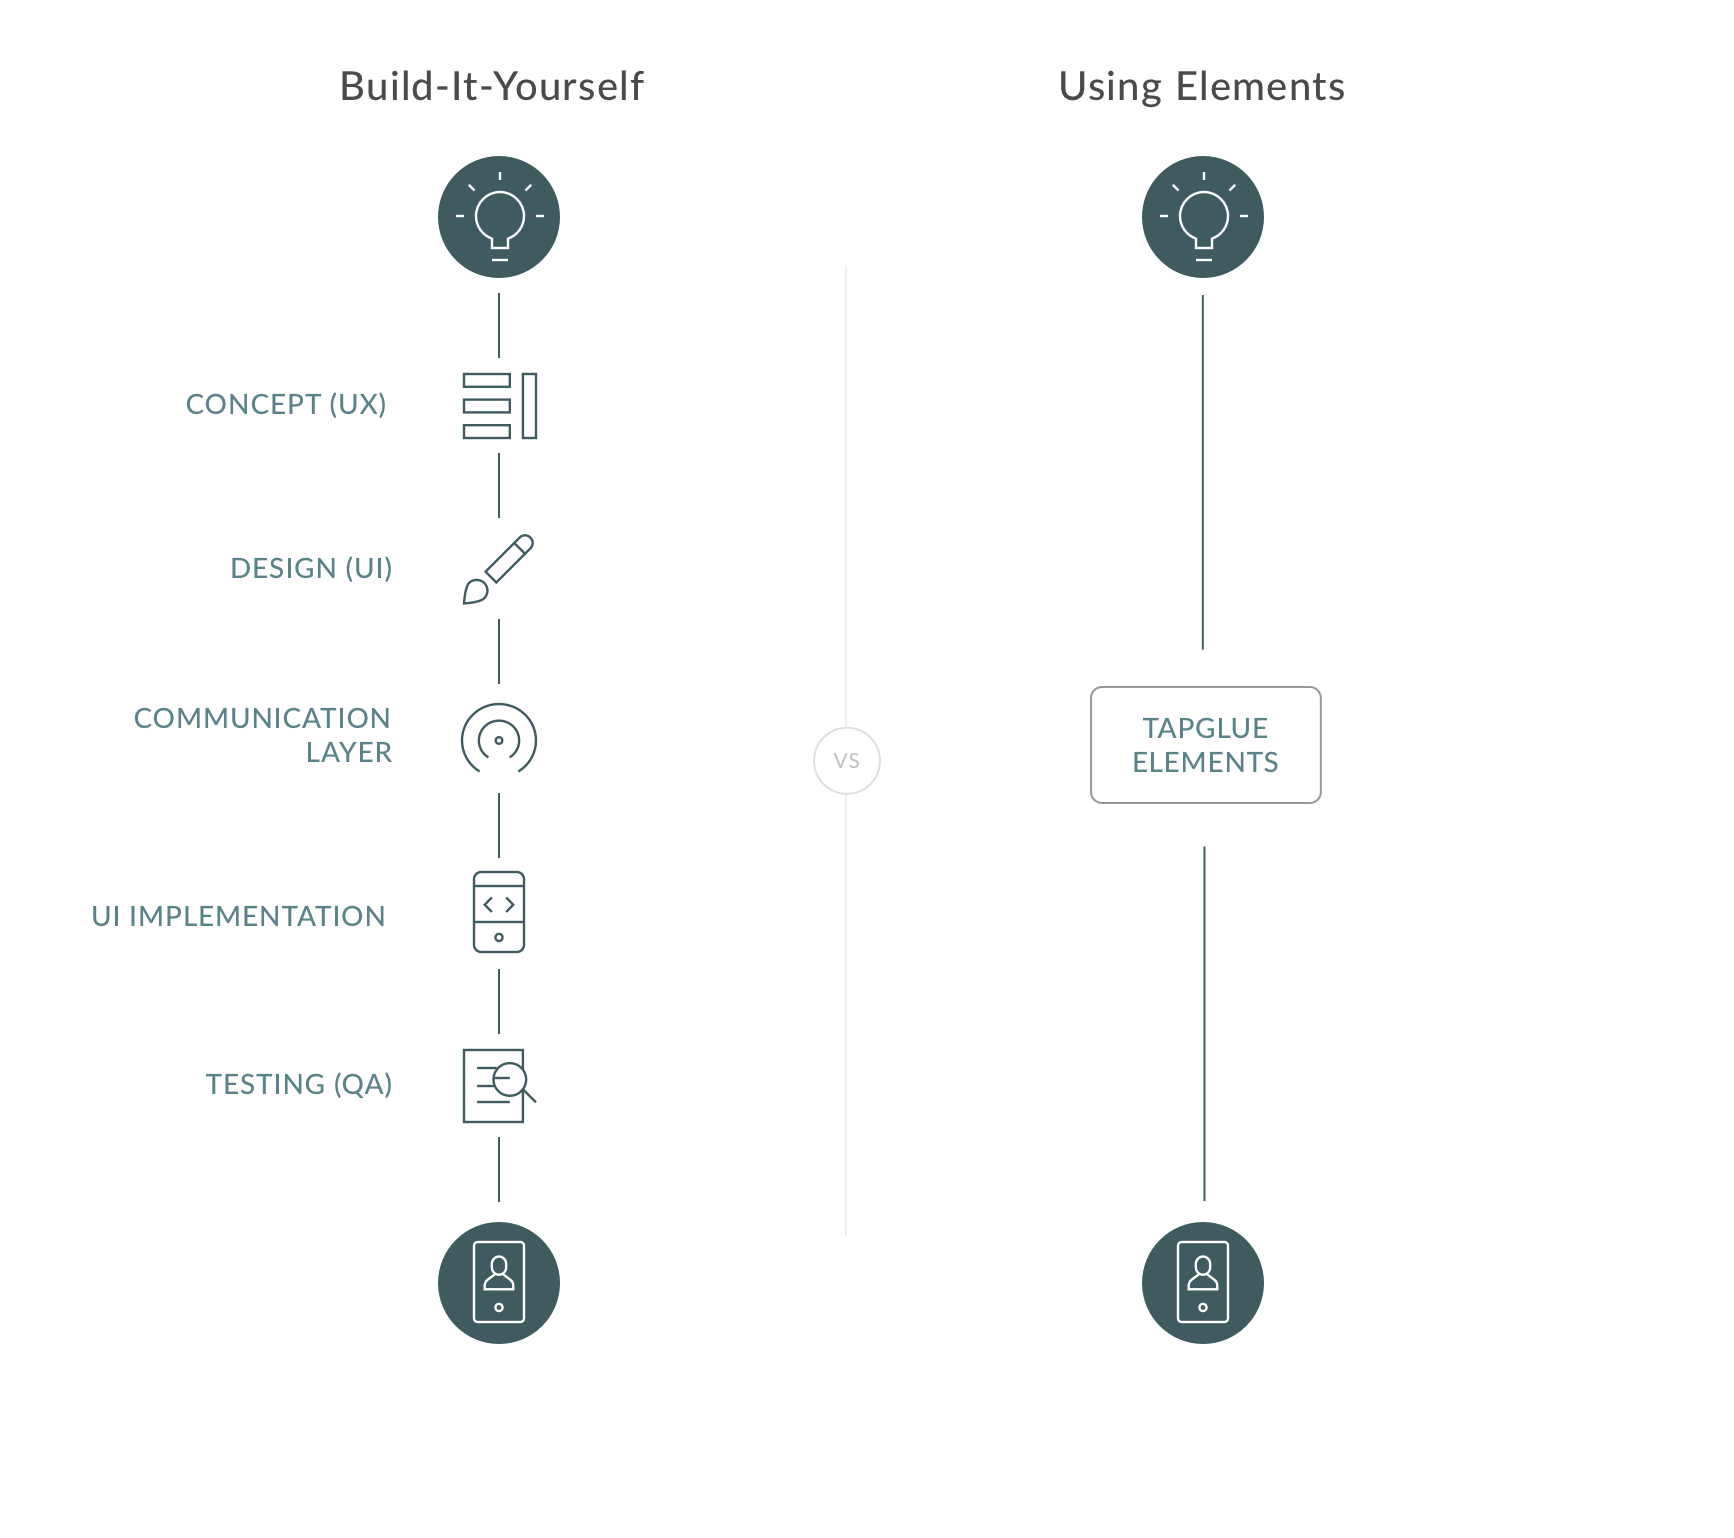 Build-It-Yourself
CONCEPT (UX)
DESIGN (UI)
COMMUNICATION
LAYER
UI IMPLEMENTATION
TESTING (QA)
VS
Using Elements
TAPGLUE
ELEMENTS